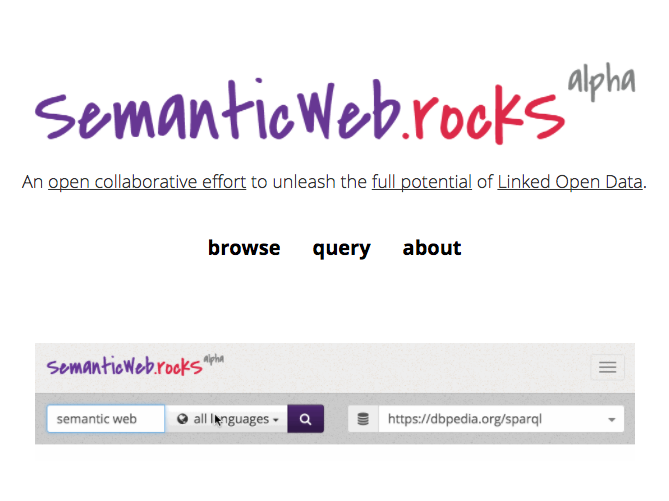 semanticWeb.rocks alpha
An open collaborative effort to unleash the full potential of Linked Open Data.
browse query about
semanticWeb.rocks alpha
semantic web all languages https://dbpedia.org/sparql